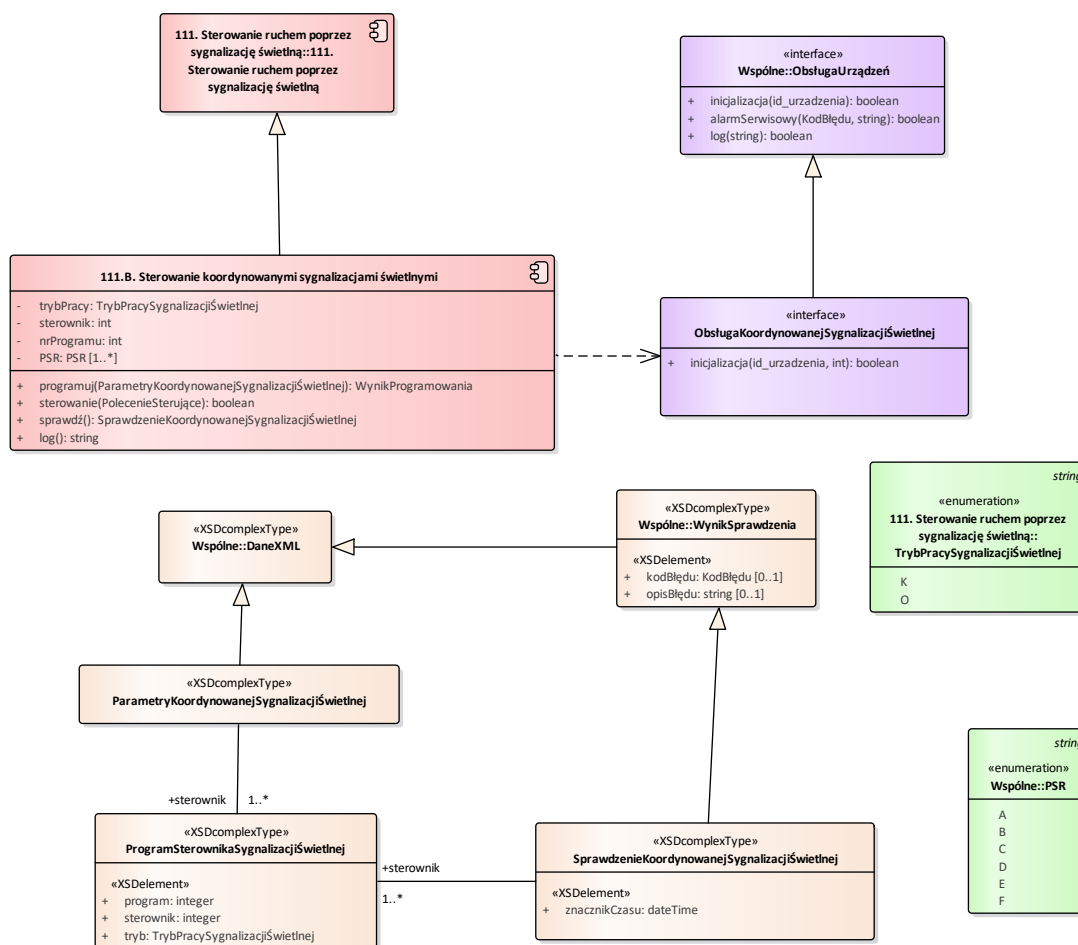 111. Sterowanie ruchem poprzez
sygnalizację świetlną::111.
Sterowanie ruchem poprzez
sygnalizację świetlną
«interface»
Wspólne::ObsługaUrządzeń
+ inicjalizacja(id_urzadzenia): boolean
+ alarmSerwisowy(KodBłędu, string): boolean
+ log(string): boolean
111.B. Sterowanie koordynowanymi sygnalizacjami świetlnymi
- trybPracy: TrybPracySygnalizacjiŚwietlnej
- sterownik: int
- nrProgramu: int
- PSR: PSR [1..*]
+ programuj(ParametryKoordynowanejSygnalizacjiŚwietlnej): WynikProgramowania
+ sterowanie(PolecenieSterujące): boolean
+ sprawdź(): SprawdzenieKoordynowanejSygnalizacjiŚwietlnej
+ log(): string
«interface»
ObsługaKoordynowanejSygnalizacjiŚwietlnej
+ inicjalizacja(id_urzadzenia, int): boolean
«XSDcomplexType»
Wspólne::DaneXML
«XSDcomplexType»
Wspólne::WynikSprawdzenia
«XSDelement»
+ kodBłędu: KodBłędu [0..1]
+ opisBłędu: string [0..1]
string
«enumeration»
111. Sterowanie ruchem poprzez
sygnalizację świetlną::
TrybPracySygnalizacjiŚwietlnej
K
O
«XSDcomplexType»
ParametryKoordynowanejSygnalizacjiŚwietlnej
+sterownik 1..*
«XSDcomplexType»
ProgramSterownikaSygnalizacjiŚwietlnej
«XSDelement»
+ program: integer
+ sterownik: integer
+ tryb: TrybPracySygnalizacjiŚwietlnej
+sterownik
1..*
«XSDcomplexType»
SprawdzenieKoordynowanejSygnalizacjiŚwietlnej
«XSDelement»
+ znacznikCzasu: dateTime
string
«enumeration»
Wspólne::PSR
A
B
C
D
E
F